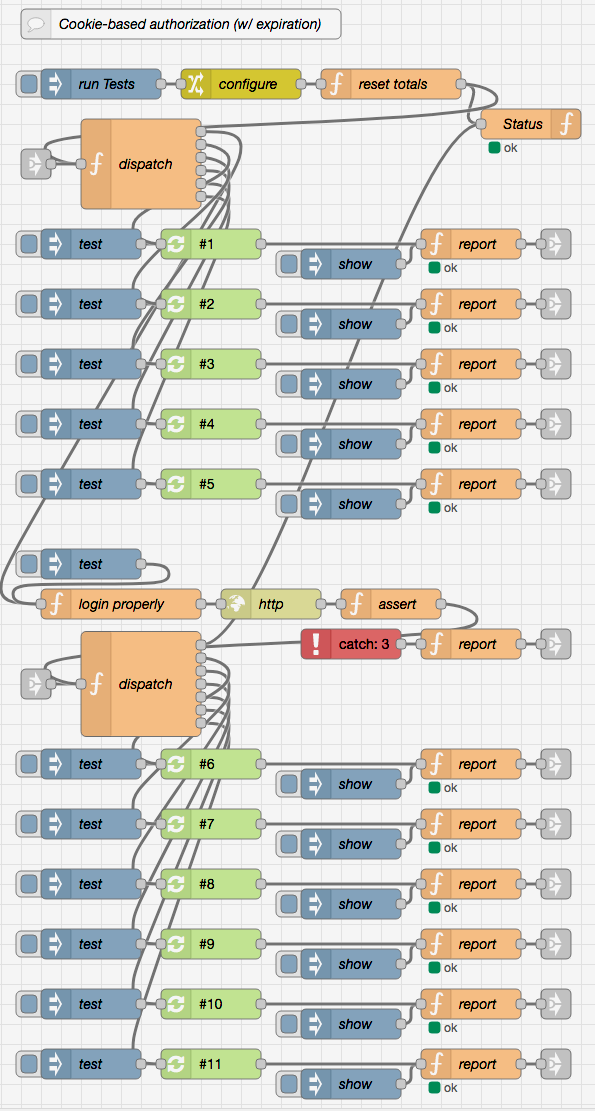 Cookie-based authorization (w/ expiration)
run Tests configure reset totals
Status
ok
dispatch
test #1 report
show ok
test #2 report
show ok
test #3 report
show ok
test #4 report
show ok
test #5 report
show ok
test
login properly http assert
catch: 3 report
dispatch
test #6 report
show ok
test #7 report
show ok
test #8 report
show ok
test #9 report
show ok
test #10 report
show ok
test #11 report
show ok